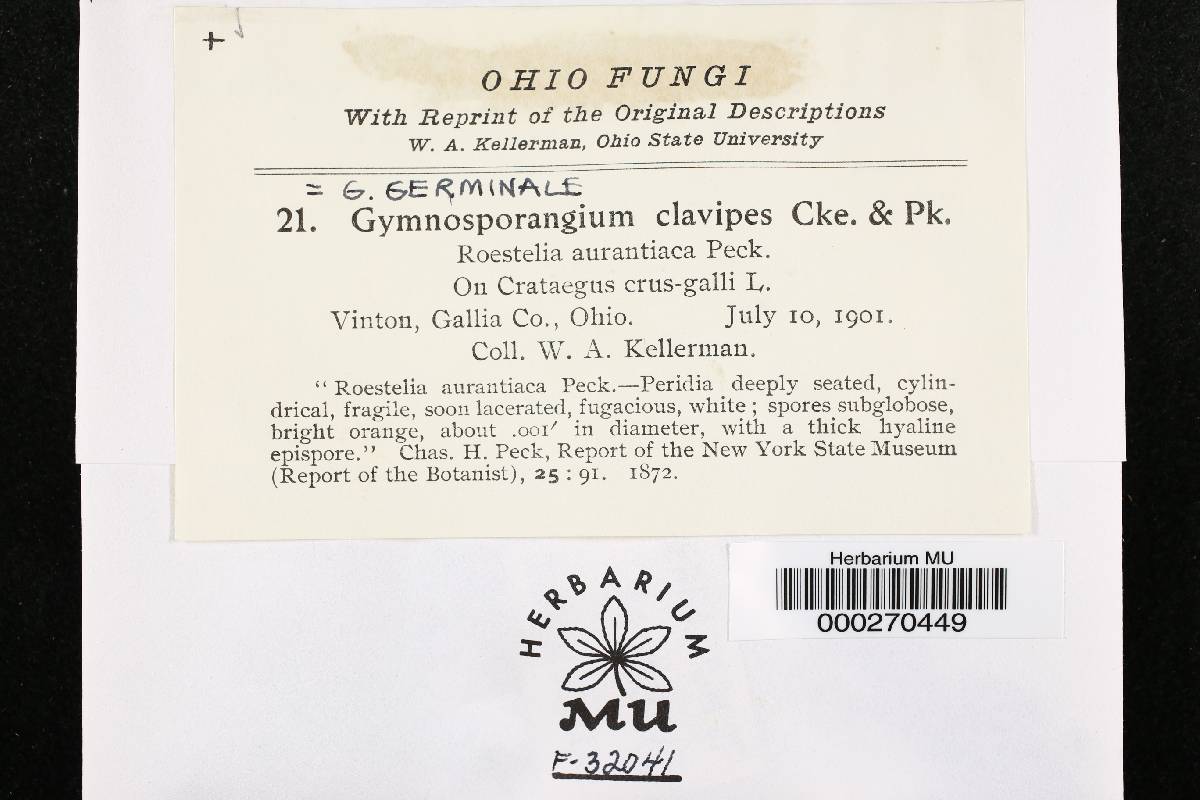 +
OHIO FUNGI
With Reprint of the Original Descriptions
W. A. Kellerman, Ohio State University
= G. GERMINALE
21. Gymnosporangium clavipes Cke. & Pk.
Roestelia aurantiaca Peck.
On Crataegus crus-galli L.
Vinton, Gallia Co., Ohio. July 10, 1901.
Coll. W. A. Kellerman.
“Roestelia aurantiaca Peck.—Peridia deeply seated, cylin-
drical, fragile, soon lacerated, fugacious, white; spores subglobose,
bright orange, about .001′ in diameter, with a thick hyaline
epispore.” Chas. H. Peck, Report of the New York State Museum
(Report of the Botanist), 25 : 91. 1872.
Herbarium MU
000270449
HERBARIUM
MU
F-32041